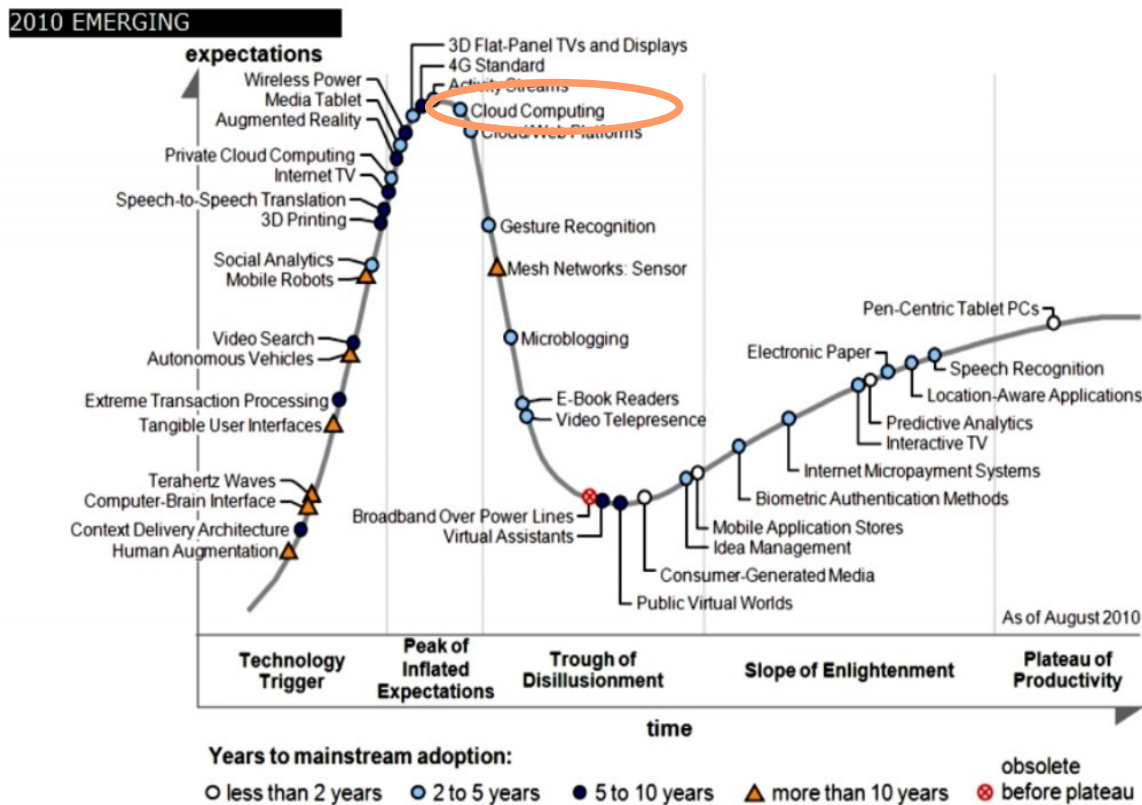 2010 EMERGING
expectations
3D Flat-Panel TVs and Displays
4G Standard
Activity Streams
Wireless Power
Media Tablet
Augmented Reality
Cloud Computing
Cloud/Web Platforms
Private Cloud Computing
Internet TV
Speech-to-Speech Translation
3D Printing
Gesture Recognition
Social Analytics
Mobile Robots
Mesh Networks: Sensor
Pen-Centric Tablet PCs
Video Search
Autonomous Vehicles
Microblogging
Electronic Paper
Speech Recognition
Location-Aware Applications
Extreme Transaction Processing
Tangible User Interfaces
E-Book Readers
Video Telepresence
Predictive Analytics
Interactive TV
Internet Micropayment Systems
Terahertz Waves
Computer-Brain Interface
Biometric Authentication Methods
Context Delivery Architecture
Human Augmentation
Broadband Over Power Lines
Virtual Assistants
Mobile Application Stores
Idea Management
Consumer-Generated Media
Public Virtual Worlds
As of August 2010
Technology
Trigger
Peak of
Inflated
Expectations
Trough of
Disillusionment
Slope of Enlightenment
Plateau of
Productivity
time
Years to mainstream adoption:
less than 2 years
2 to 5 years
5 to 10 years
more than 10 years
obsolete
before plateau